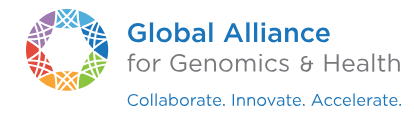 Global Alliance
for Genomics & Health
Collaborate. Innovate. Accelerate.